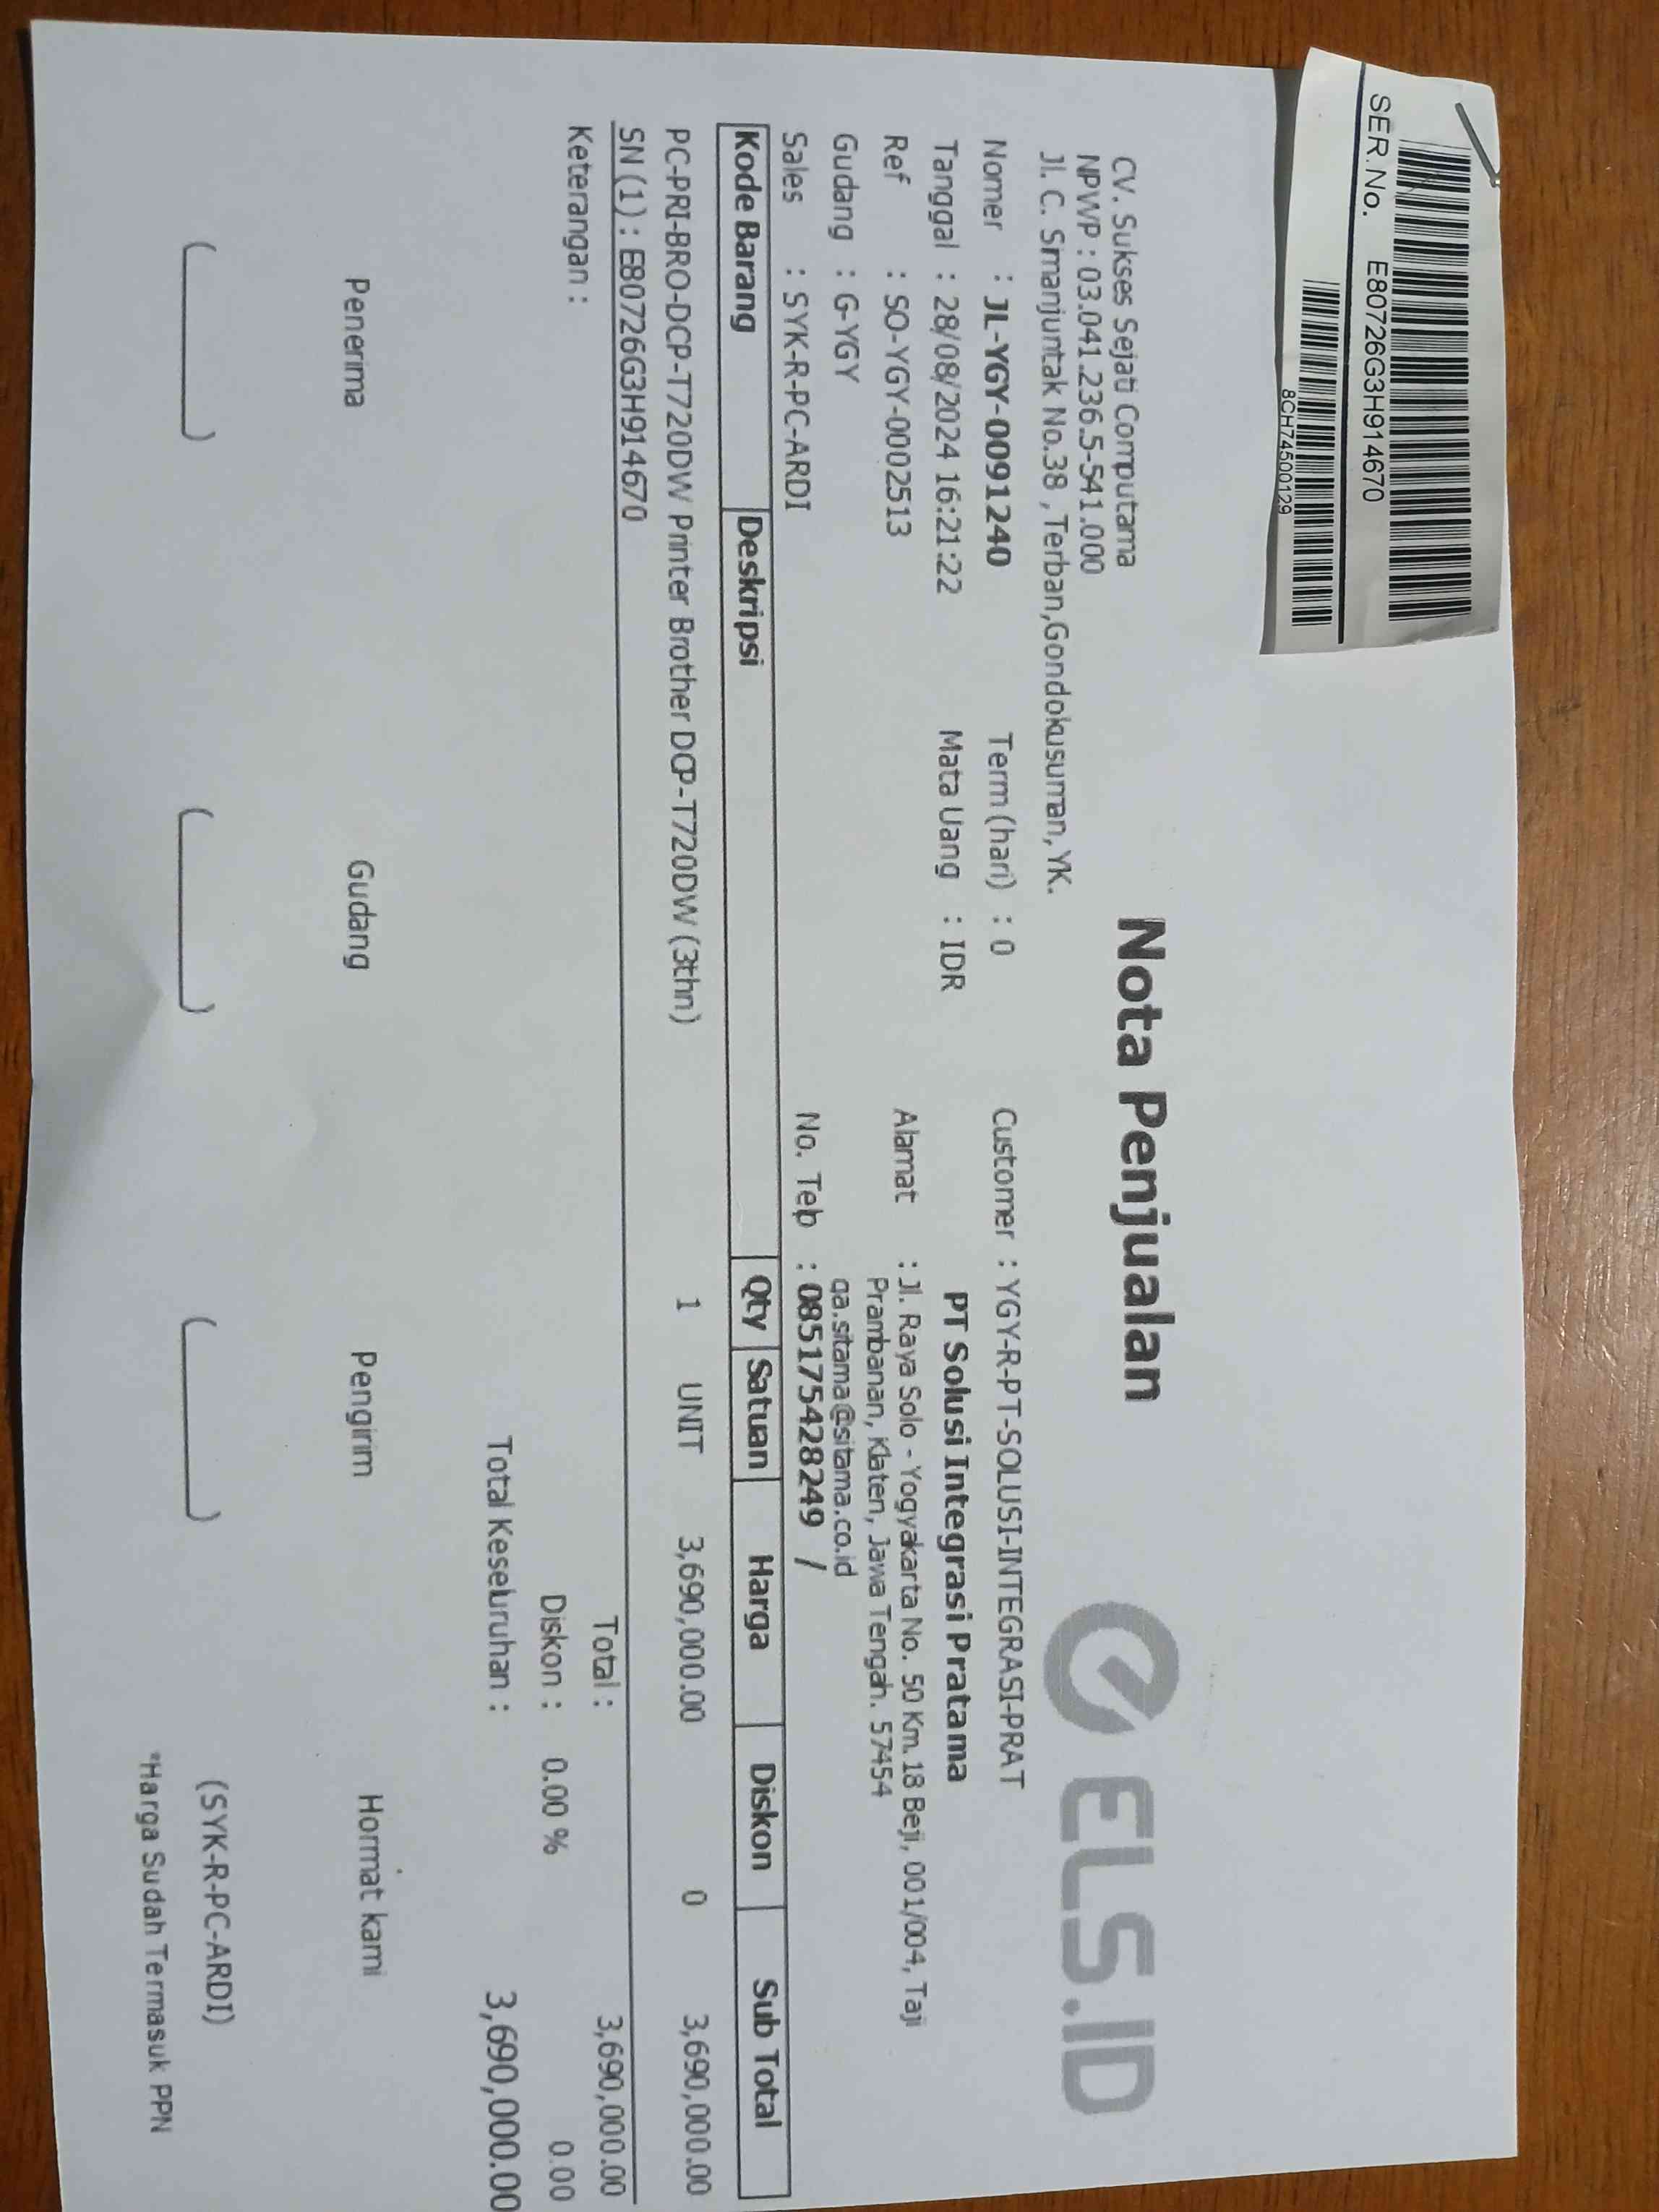 SER. No. E80726G3H914670
8CH74500129
Nota Penjualan
ELS.ID
CV. Sukses Sejati Computama
NPWP : 03.041.236.5-541.000
Jl. C. Smanjuntak No.38 , Terban,Gondokusuman, YK.
Nomer : JL-YGY-0091240
Tanggal : 28/08/2024 16:21:22
Ref : SO-YGY-0002513
Gudang : G-YGY
Sales : SYK-R-PC-ARDI
Term (hari) : 0
Mata Uang : IDR
Customer : YGY-R-PT-SOLUSI-INTEGRASI-PRAT
PT Solusi Integrasi Pratama
Alamat : Jl. Raya Solo - Yogyakarta No. 50 Km.18 Beji, 001/004, Taji
Prambanan, Klaten, Jawa Tengah. 57454
qa.sitama@sitama.co.id
No. Telp : 085175428249 /
Kode Barang Deskripsi Qty Satuan Harga Diskon Sub Total
PC-PRI-BRO-DCP-T720DW Printer Brother DCP-T720DW (3thn) 1 UNIT 3,690,000.00 0 3,690,000.00
SN (1) : E80726G3H914670
Keterangan :
Total : 3,690,000.00
Diskon : 0.00 % 0.00
Total Keseluruhan : 3,690,000.00
Penerima Gudang Pengirim Hormat kami
( ) ( ) ( ) (SYK-R-PC-ARDI)
*Harga Sudah Termasuk PPN